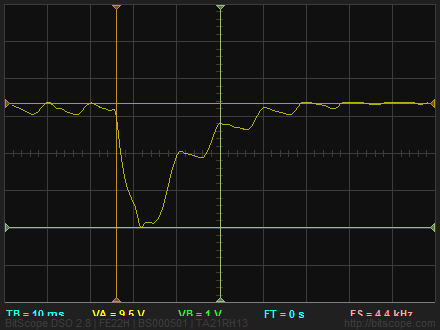 TB = 10 ms VA = 9.5 V VB = 1 V FT = 0 s FS = 4.4 kHz
BitScope DSO 2.8 | FE22H | BS000501 | TA21RH13 http://bitscope.com